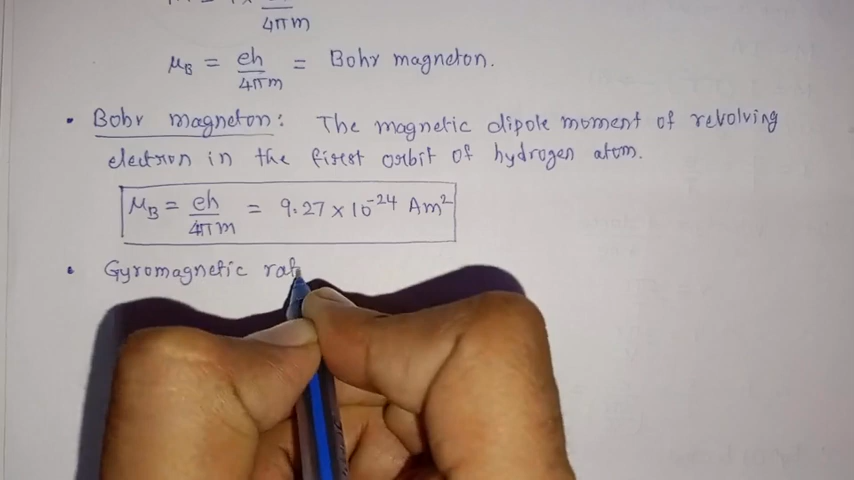 4πm
μB = eh/4πm = Bohr magneton.
• Bohr magneton: The magnetic dipole moment of revolving
electron in the first orbit of hydrogen atom.
μB = eh/4πm = 9.27 × 10⁻²⁴ Am²
• Gyromagnetic rat